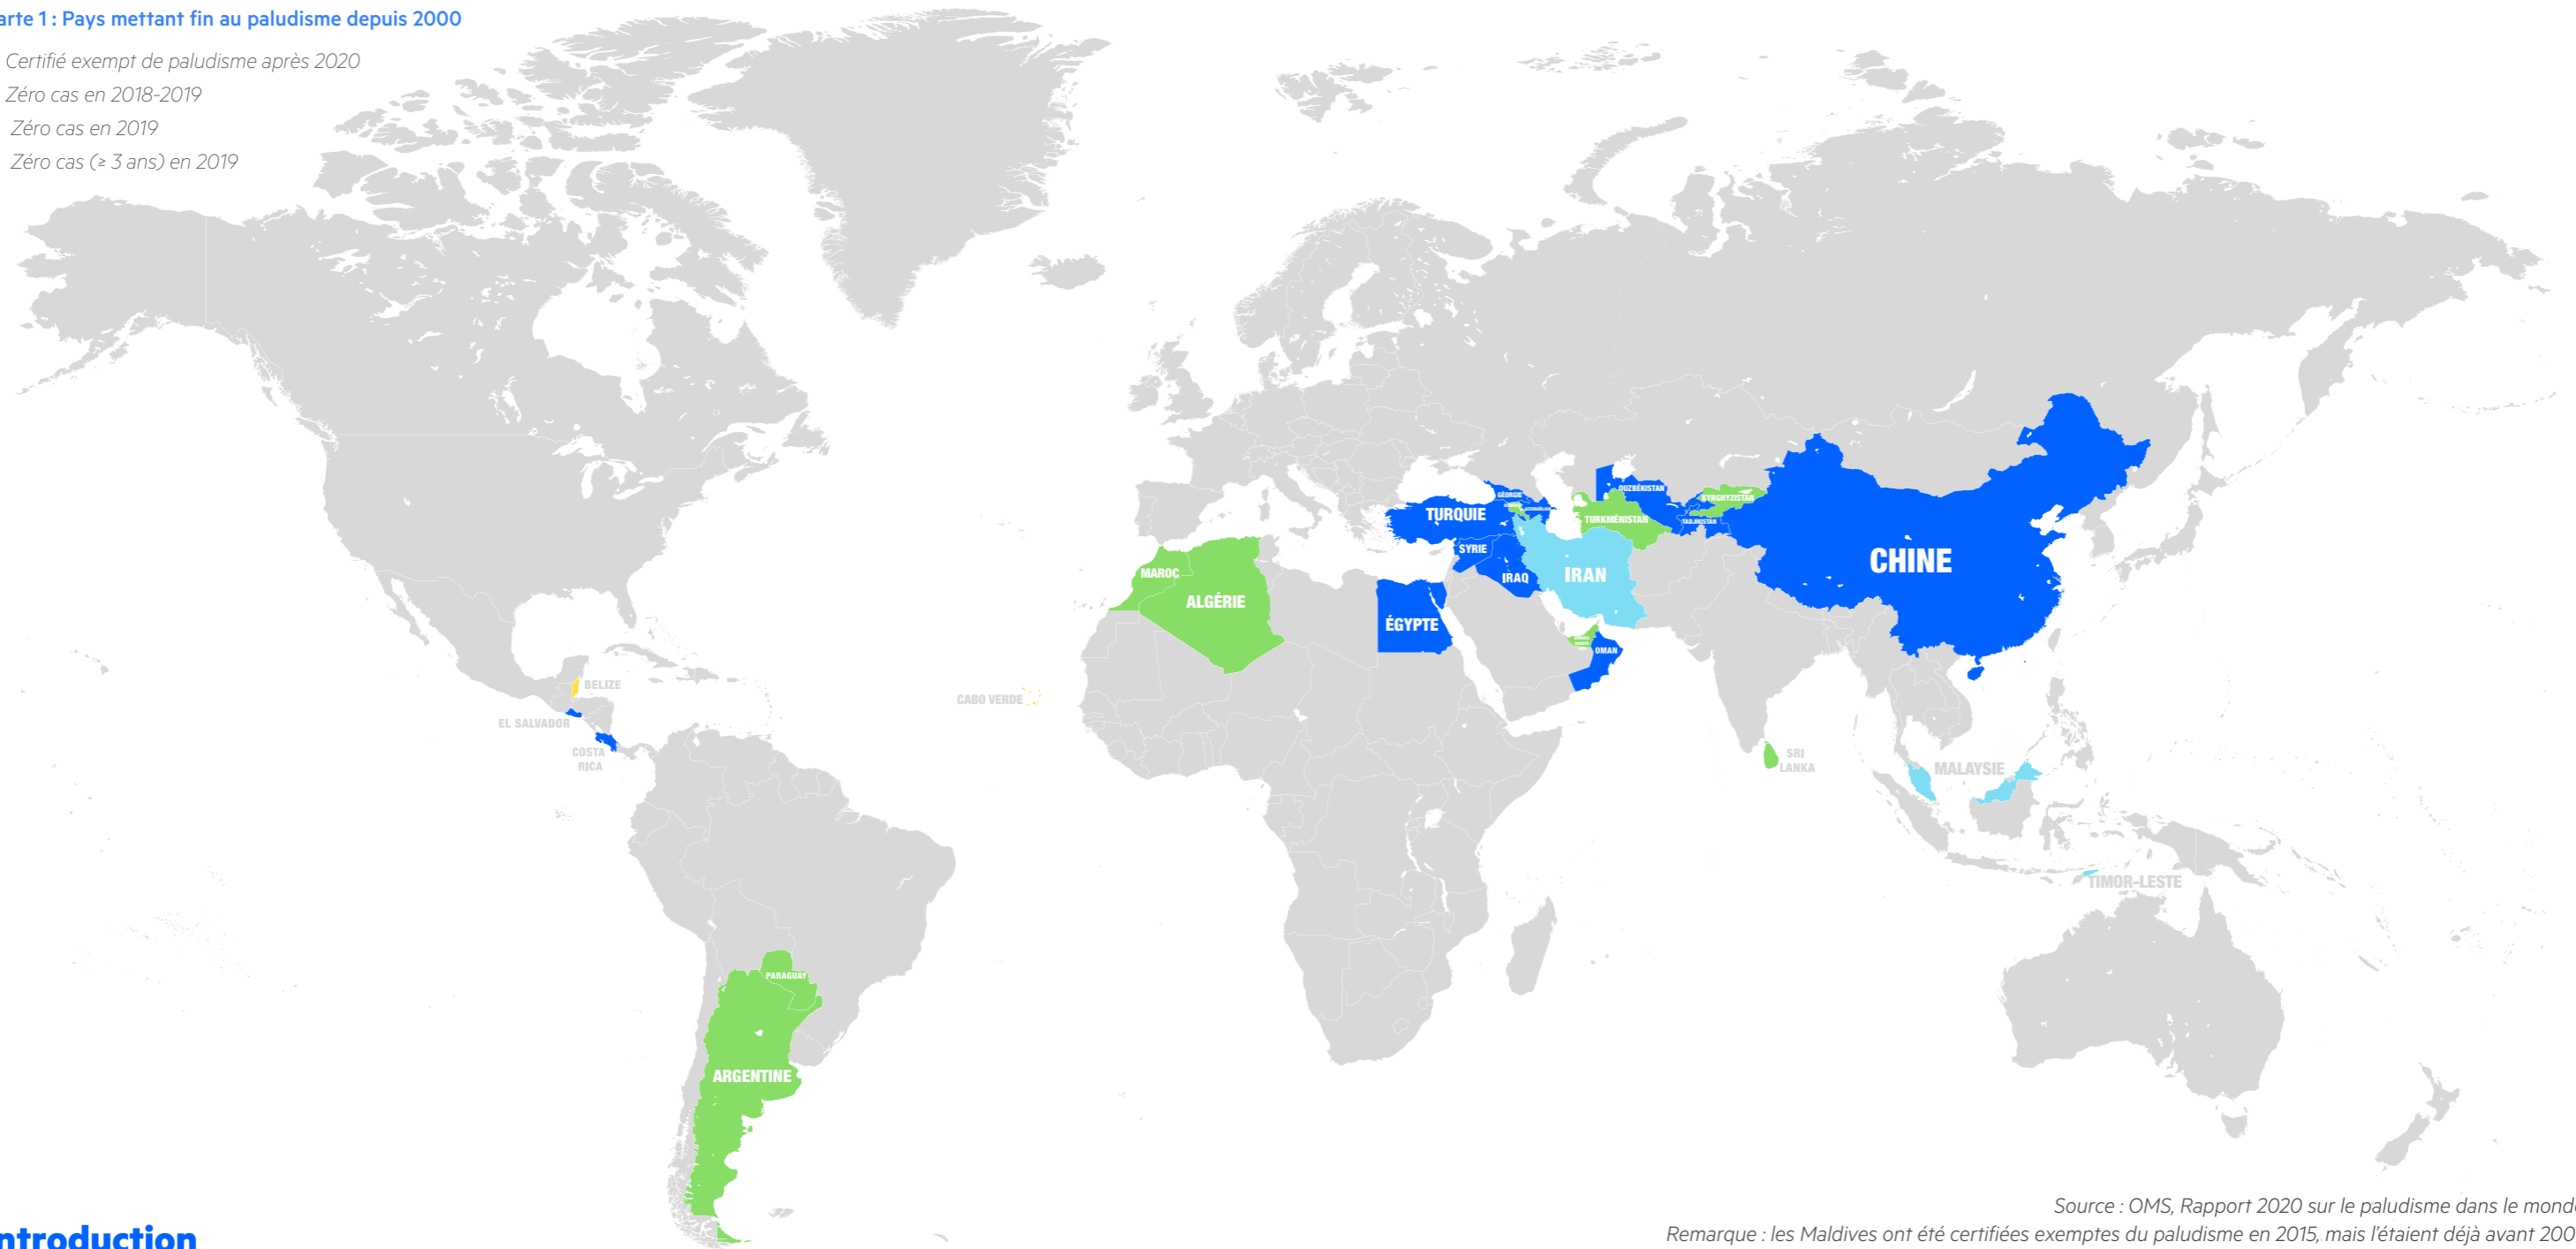 arte 1 : Pays mettant fin au paludisme depuis 2000
Certifié exempt de paludisme après 2020
Zéro cas en 2018-2019
Zéro cas en 2019
Zéro cas (≥ 3 ans) en 2019
GÉORGIE
OUZBÉKISTAN
KYRGHYZISTAN
TURQUIE
TURKMÉNISTAN
TADJIKISTAN
SYRIE
CHINE
MAROC
IRAQ
IRAN
ALGÉRIE
ÉGYPTE
OMAN
BELIZE
CABO VERDE
EL SALVADOR
COSTA
RICA
SRI
LANKA
MALAYSIE
TIMOR-LESTE
PARAGUAY
ARGENTINE
Source : OMS, Rapport 2020 sur le paludisme dans le monde
Remarque : les Maldives ont été certifiées exemptes du paludisme en 2015, mais l'étaient déjà avant 200
ntroduction